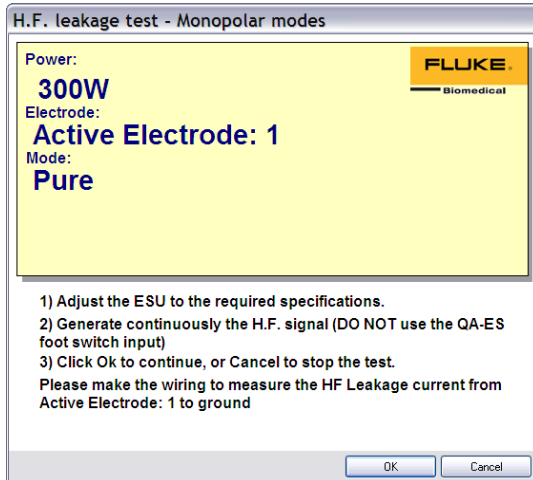 H.F. leakage test - Monopolar modes
Power:
300W
FLUKE®
Biomedical
Electrode:
Active Electrode: 1
Mode:
Pure
1) Adjust the ESU to the required specifications.
2) Generate continuously the H.F. signal (DO NOT use the QA-ES
foot switch input)
3) Click Ok to continue, or Cancel to stop the test.
Please make the wiring to measure the HF Leakage current from
Active Electrode: 1 to ground
OK
Cancel